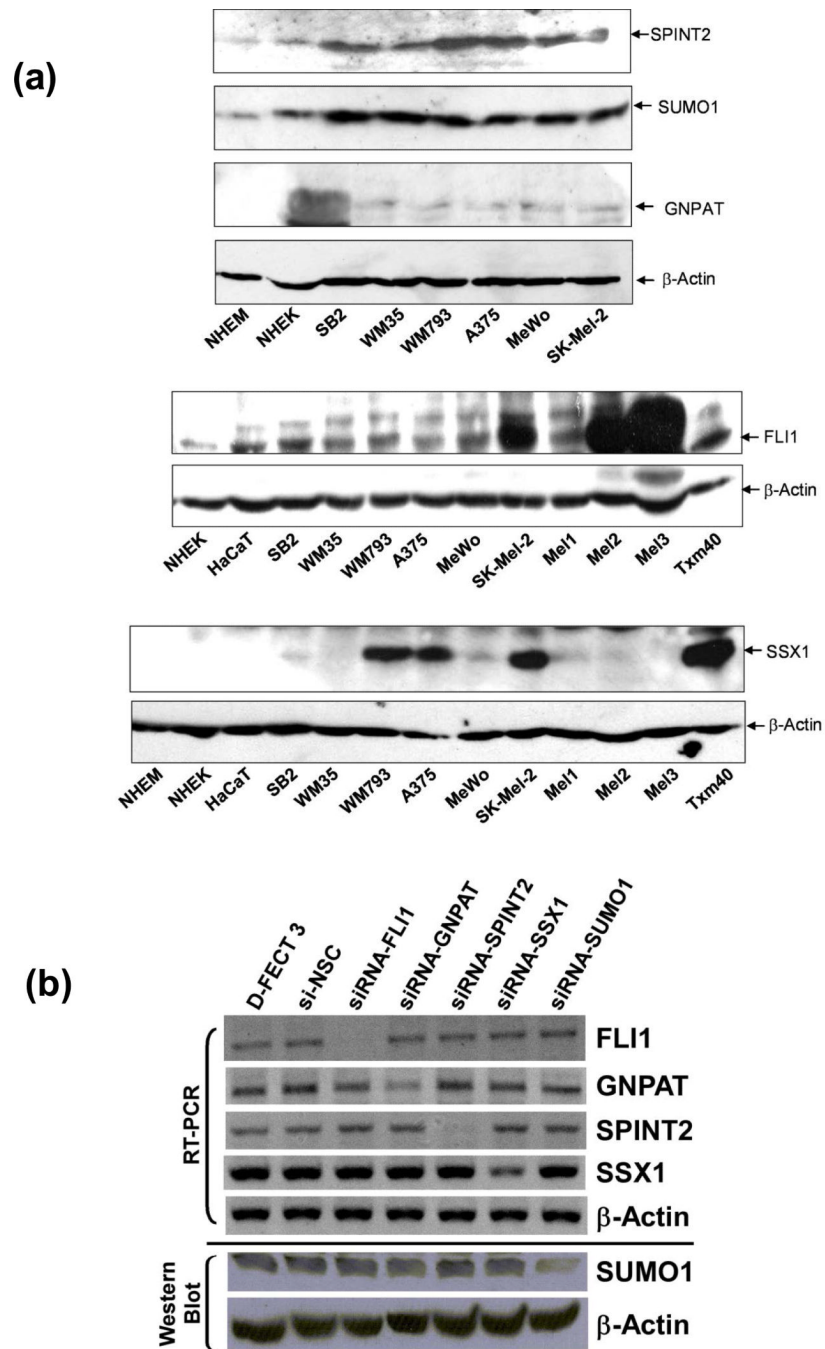 (a)
SPINT2
SUMO1
GNPAT
β-Actin
NHEM NHEK SB2 WM35 WM793 A375 MeWo SK-Mel-2
FLI1
β-Actin
NHEK HaCaT SB2 WM35 WM793 A375 MeWo SK-Mel-2 Mel1 Mel2 Mel3 Txm40
SSX1
β-Actin
NHEM NHEK HaCaT SB2 WM35 WM793 A375 MeWo SK-Mel-2 Mel1 Mel2 Mel3 Txm40
(b)
D-FECT 3 si-NSC siRNA-FLI1 siRNA-GNPAT siRNA-SPINT2 siRNA-SSX1 siRNA-SUMO1
RT-PCR
FLI1
GNPAT
SPINT2
SSX1
β-Actin
Western
Blot
SUMO1
β-Actin